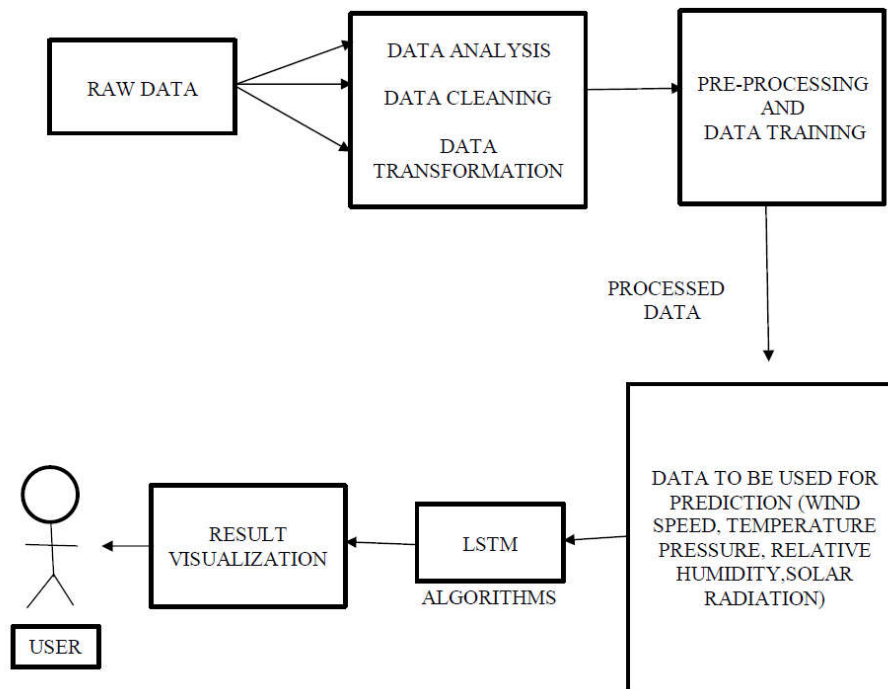 RAW DATA
DATA ANALYSIS
DATA CLEANING
DATA
TRANSFORMATION
PRE-PROCESSING
AND
DATA TRAINING
PROCESSED
DATA
DATA TO BE USED FOR
PREDICTION (WIND
SPEED, TEMPERATURE
PRESSURE, RELATIVE
HUMIDITY,SOLAR
RADIATION)
LSTM
ALGORITHMS
RESULT
VISUALIZATION
USER